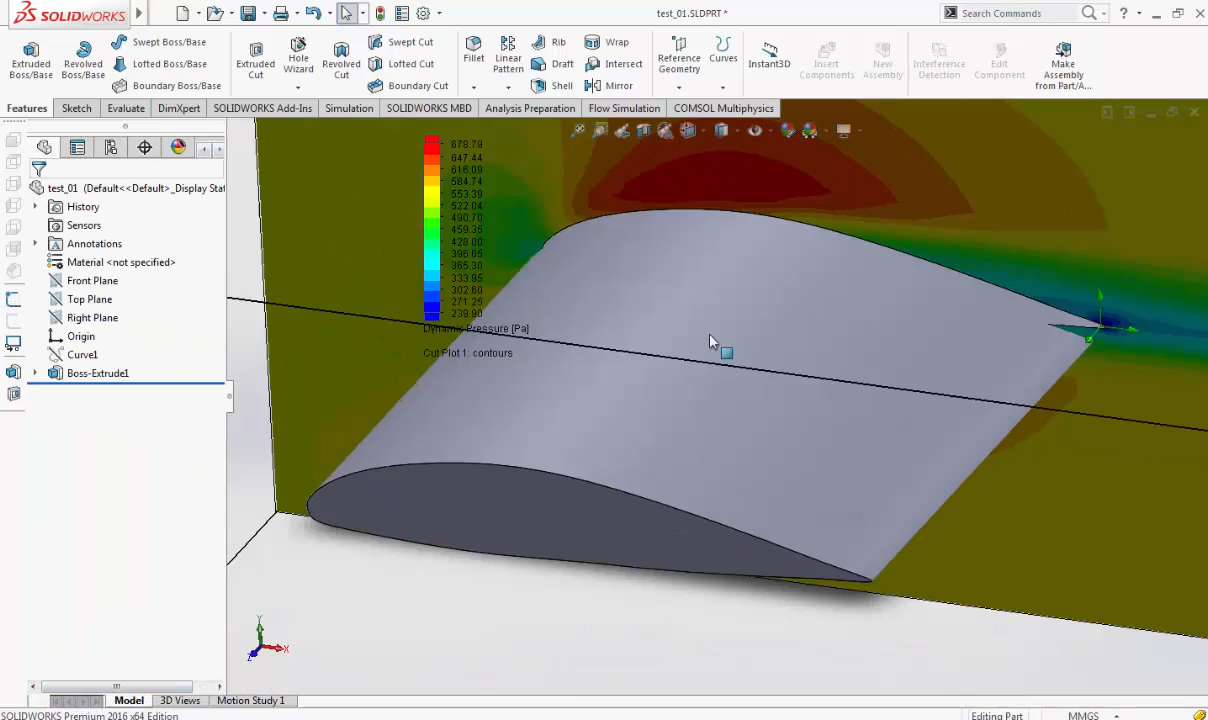 SOLIDWORKS
test_01.SLDPRT *
Search Commands
?
Extruded Boss/Base
Revolved Boss/Base
Swept Boss/Base
Lofted Boss/Base
Boundary Boss/Base
Extruded Cut
Hole Wizard
Revolved Cut
Swept Cut
Lofted Cut
Boundary Cut
Fillet
Linear Pattern
Rib
Draft
Shell
Wrap
Intersect
Mirror
Reference Geometry
Curves
Instant3D
Insert Components
New Assembly
Interference Detection
Edit Component
Make Assembly from Part/A...
Features
Sketch
Evaluate
DimXpert
SOLIDWORKS Add-Ins
Simulation
SOLIDWORKS MBD
Analysis Preparation
Flow Simulation
COMSOL Multiphysics
test_01 (Default<<Default>_Display Stat
History
Sensors
Annotations
Material <not specified>
Front Plane
Top Plane
Right Plane
Origin
Curve1
Boss-Extrude1
678.79
647.44
616.09
584.74
553.39
522.04
490.70
459.35
428.00
396.65
365.30
333.95
302.60
271.25
239.90
Dynamic Pressure [Pa]
Cut Plot 1: contours
Y
X
Z
Model
3D Views
Motion Study 1
SOLIDWORKS Premium 2016 x64 Edition
Editing Part
MMGS